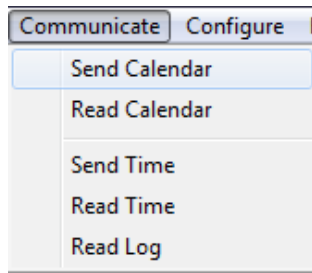 Communicate Configure
Send Calendar
Read Calendar
Send Time
Read Time
Read Log